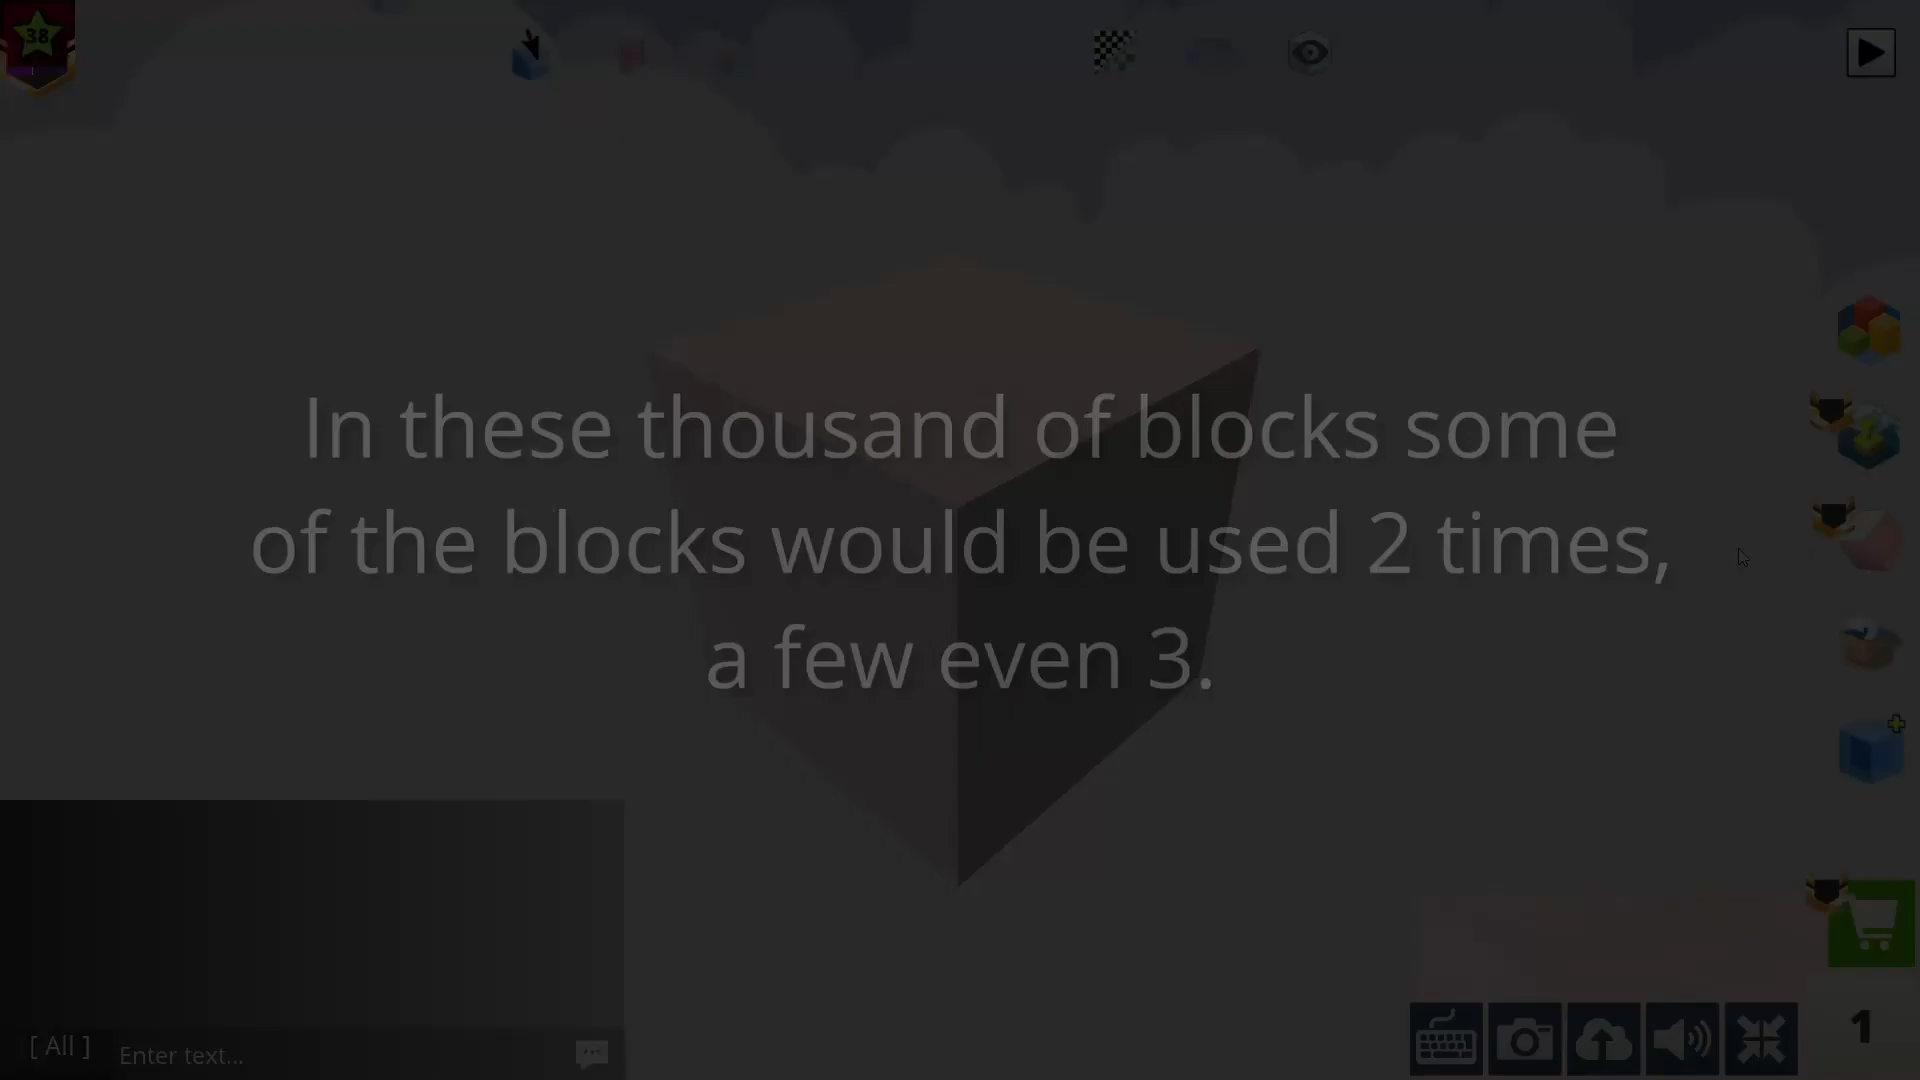 38
In these thousand of blocks some
of the blocks would be used 2 times,
a few even 3.
[ All ] Enter text...
1